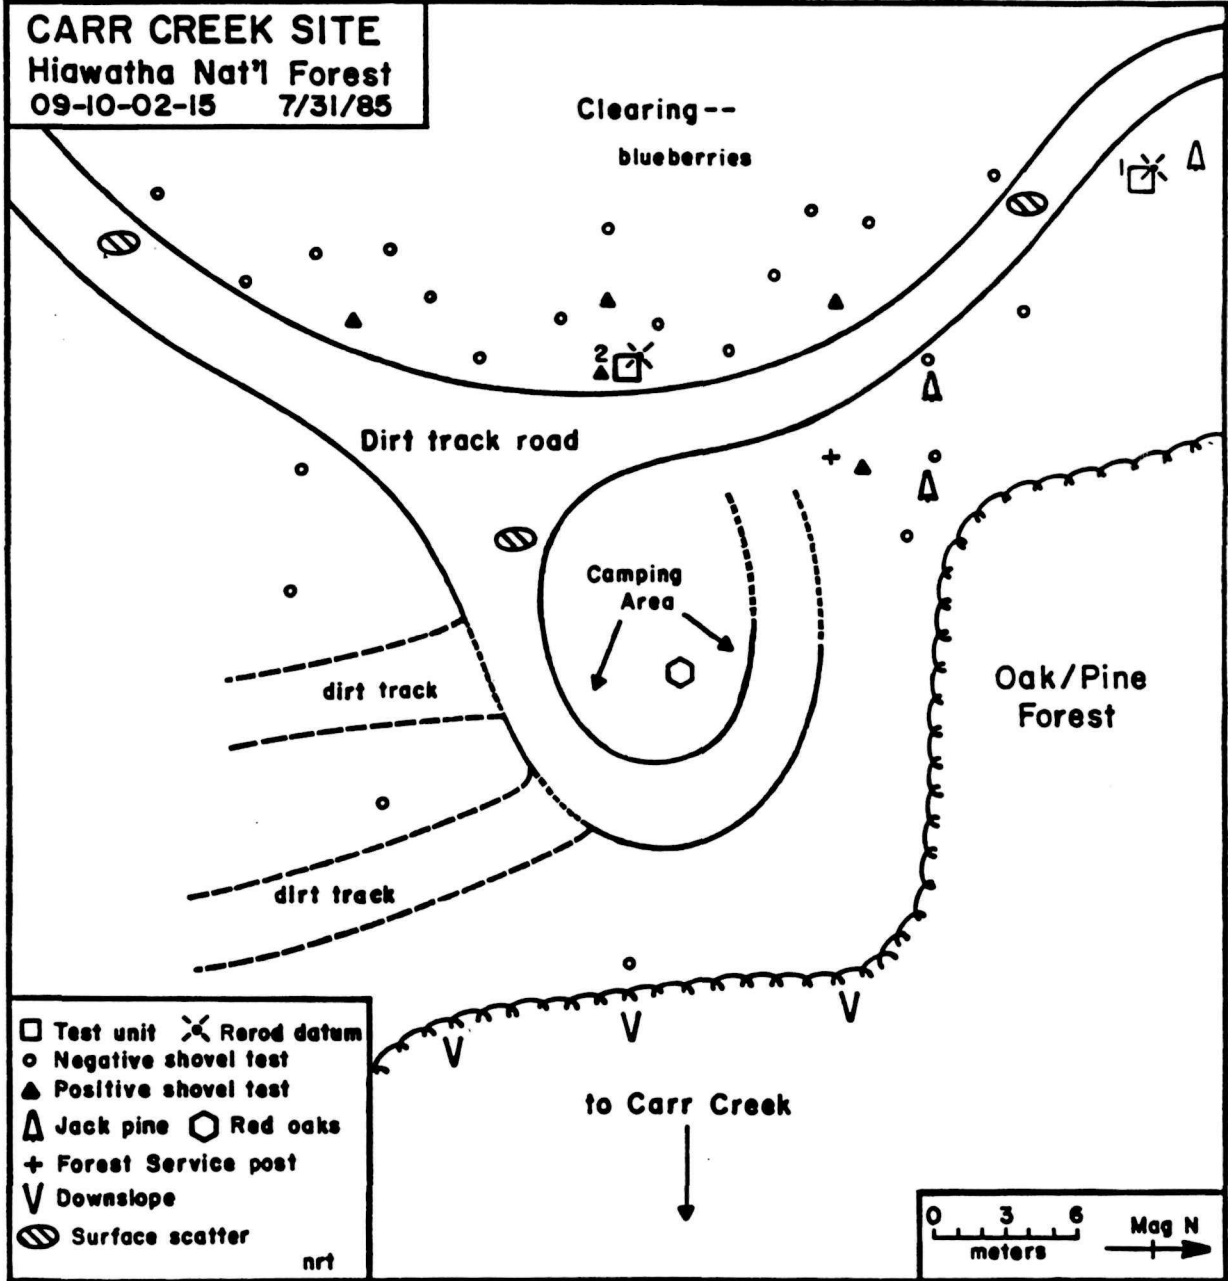 CARR CREEK SITE
Hiawatha Nat'l Forest
09-10-02-15 7/31/85
Clearing--
blueberries
1
2
Dirt track road
Camping
Area
dirt track
Oak/Pine
Forest
dirt track
to Carr Creek
Test unit Rerod datum
Negative shovel test
Positive shovel test
Jack pine Red oaks
Forest Service post
Downslope
Surface scatter
nrt
0 3 6
meters
Mag N